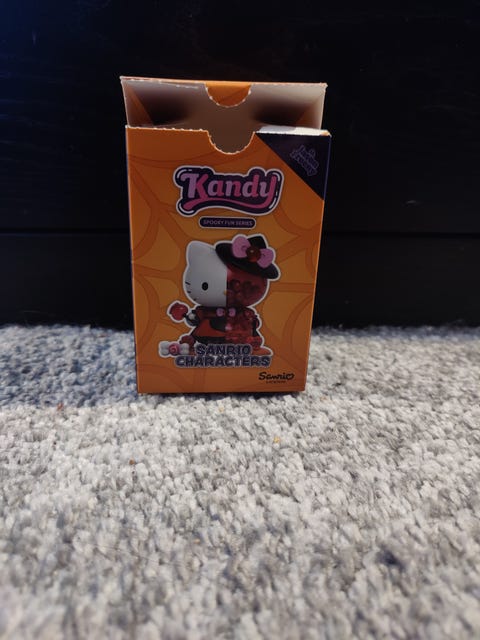 Kandy
SPOOKY FUN SERIES
SANRIO
CHARACTERS
Sanrio